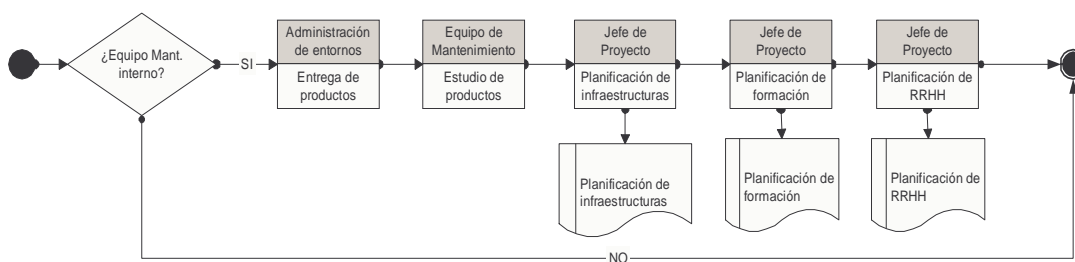 ¿Equipo Mant.
interno?
SI
Administración
de entornos
Entrega de
productos
Equipo de
Mantenimiento
Estudio de
productos
Jefe de
Proyecto
Planificación de
infraestructuras
Jefe de
Proyecto
Planificación de
formación
Jefe de
Proyecto
Planificación de
RRHH
Planificación de
infraestructuras
Planificación de
formación
Planificación de
RRHH
NO